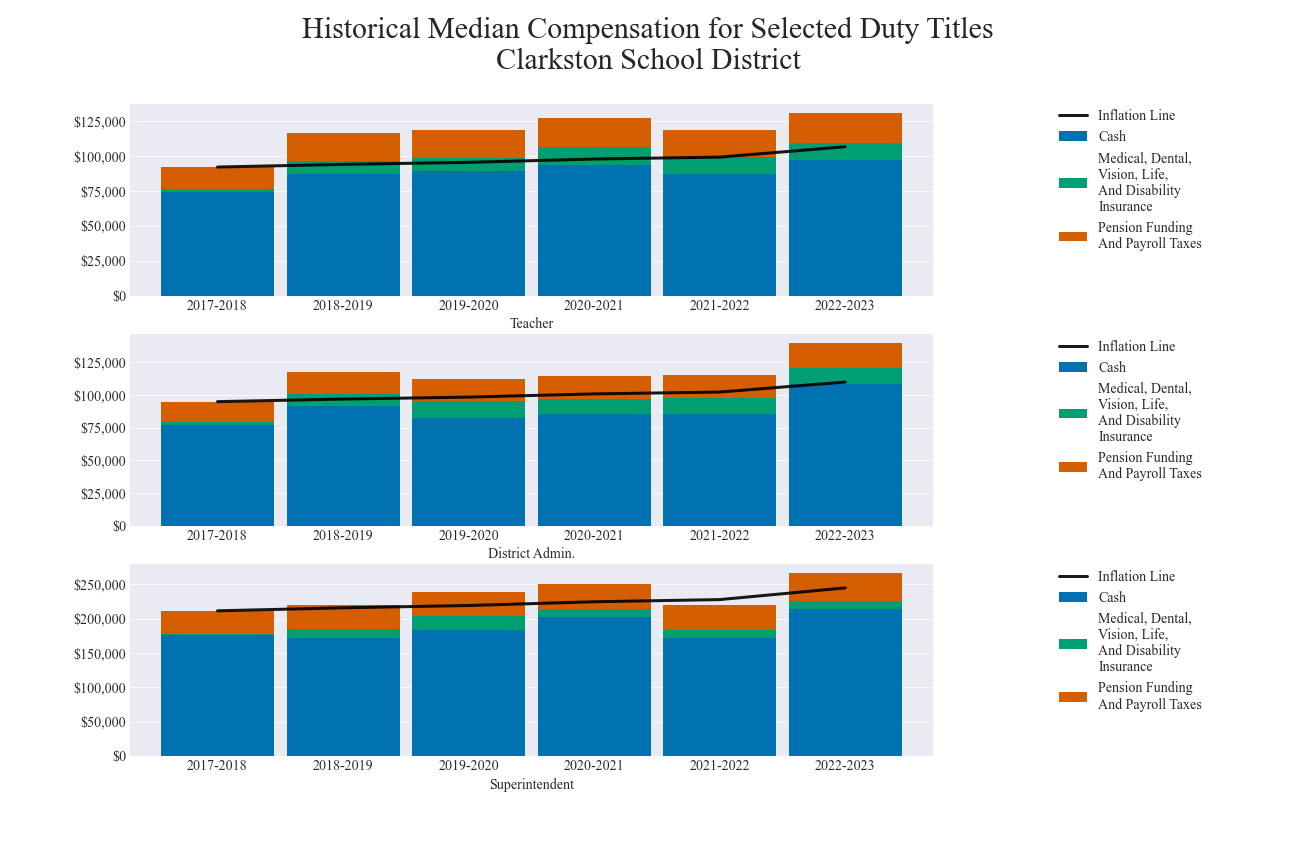 Historical Median Compensation for Selected Duty Titles
Clarkston School District
$125,000
$100,000
$75,000
$50,000
$25,000
$0
2017-2018 2018-2019 2019-2020 2020-2021 2021-2022 2022-2023
Teacher
Inflation Line
Cash
Medical, Dental,
Vision, Life,
And Disability
Insurance
Pension Funding
And Payroll Taxes
$125,000
$100,000
$75,000
$50,000
$25,000
$0
2017-2018 2018-2019 2019-2020 2020-2021 2021-2022 2022-2023
District Admin.
Inflation Line
Cash
Medical, Dental,
Vision, Life,
And Disability
Insurance
Pension Funding
And Payroll Taxes
$250,000
$200,000
$150,000
$100,000
$50,000
$0
2017-2018 2018-2019 2019-2020 2020-2021 2021-2022 2022-2023
Superintendent
Inflation Line
Cash
Medical, Dental,
Vision, Life,
And Disability
Insurance
Pension Funding
And Payroll Taxes